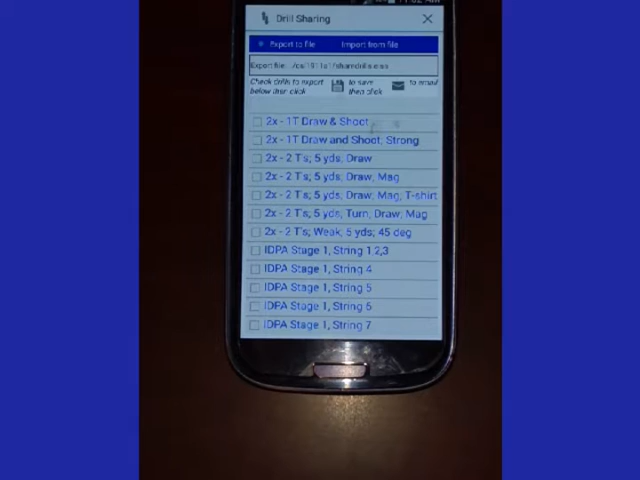 Drill Sharing
Export to file Import from file
Export file:
Check drills to export to save to email
below then click then click
2x - 1T Draw & Shoot
2x - 1T Draw and Shoot, Strong
2x - 2 T's; 5 yds, Draw
2x - 2 T's; 5 yds, Draw, Mag
2x - 2 T's; 5 yds, Draw, Mag, T-shirt
2x - 2 T's; 5 yds, Turn, Draw, Mag
2x - 2 T's; Weak, 5 yds; 45 deg
IDPA Stage 1, String 1,2,3
IDPA Stage 1, String 4
IDPA Stage 1, String 5
IDPA Stage 1, String 6
IDPA Stage 1, String 7